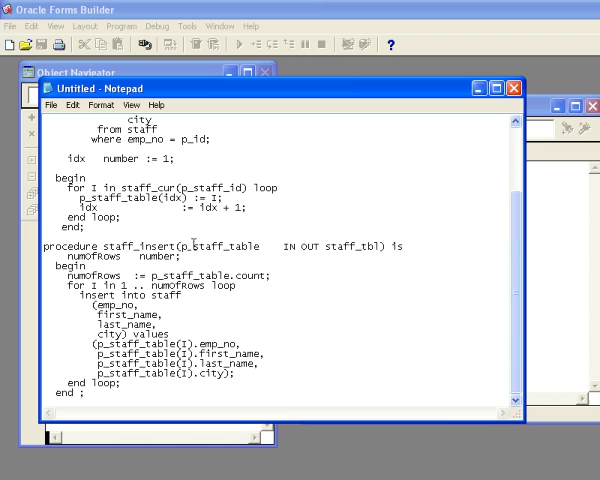 Oracle Forms Builder
File Edit View Layout Program Debug Tools Window Help
Object Navigator
Untitled - Notepad
File Edit Format View Help
city
from staff
where emp_no = p_id;
idx number := 1;
begin
for I in staff_cur(p_staff_id) loop
p_staff_table(idx) := I;
idx := idx + 1;
end loop;
end;
procedure staff_insert(p_staff_table IN OUT staff_tbl) is
numOfRows number;
begin
numOfRows := p_staff_table.count;
for I in 1 .. numOfRows loop
insert into staff
(emp_no,
first_name,
last_name,
city) values
(p_staff_table(I).emp_no,
p_staff_table(I).first_name,
p_staff_table(I).last_name,
p_staff_table(I).city);
end loop;
end ;